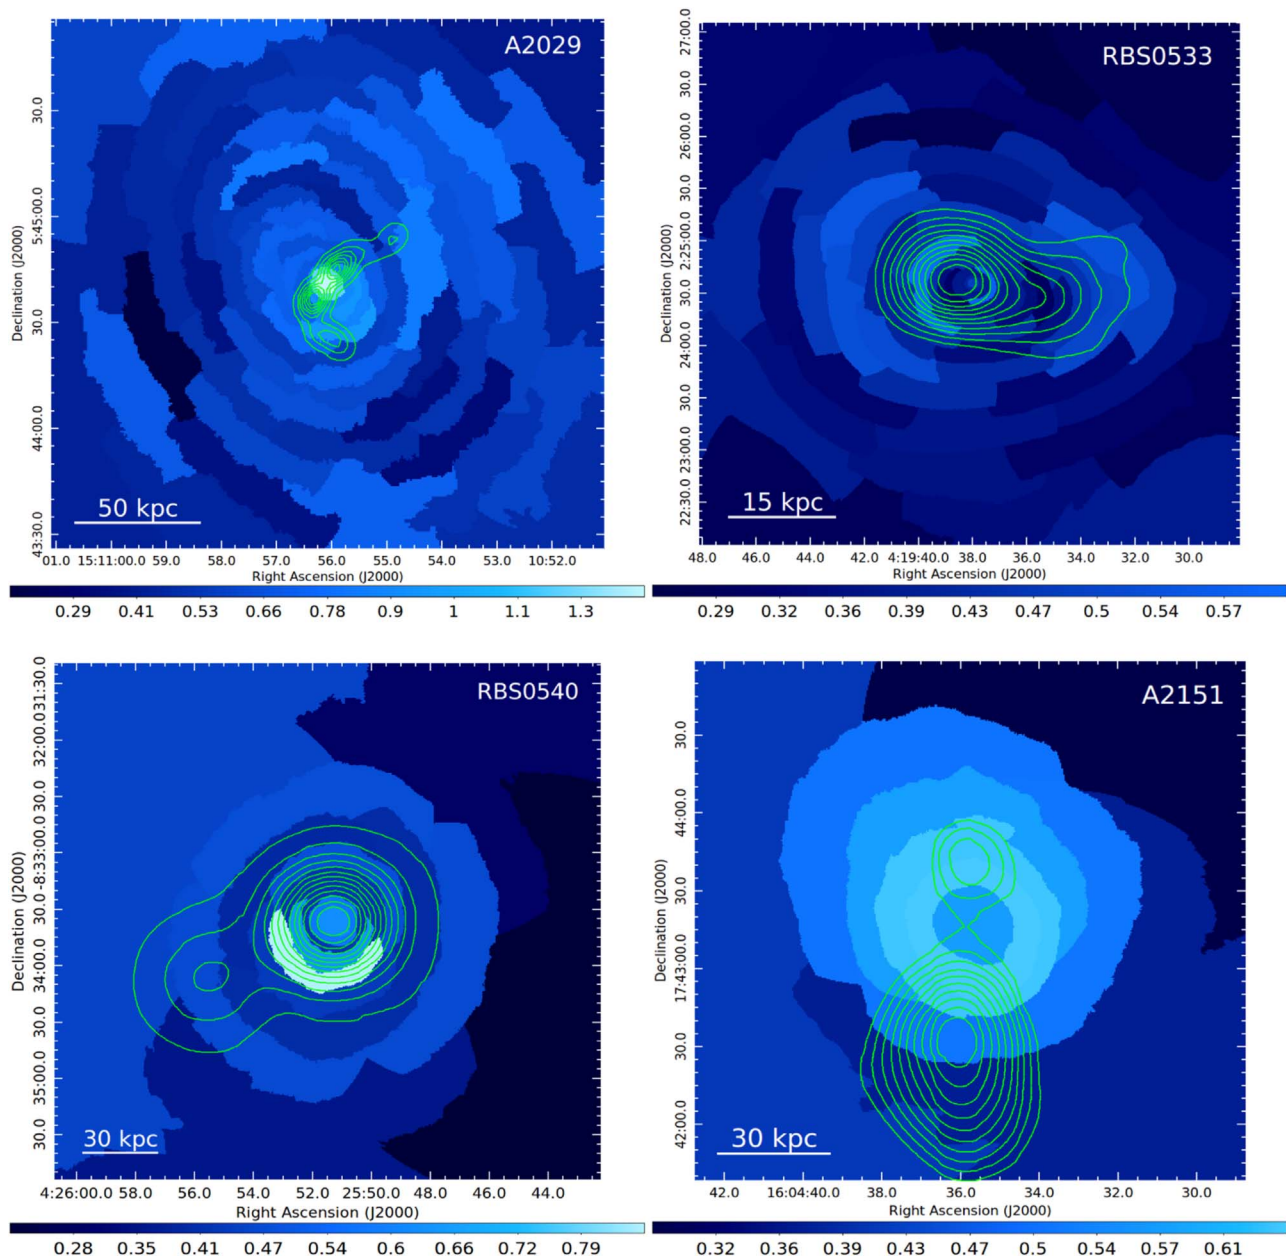 A2029
30.0
5:45:00.0
30.0
44:00.0
43:30.0
Declination (J2000)
50 kpc
01.0 15:11:00.0 59.0 58.0 57.0 56.0 55.0 54.0 53.0 10:52.0
Right Ascension (J2000)
0.29 0.41 0.53 0.66 0.78 0.9 1 1.1 1.3
RBS0533
27:00.0
30.0
26:00.0
30.0
2:25:00.0
30.0
24:00.0
30.0
23:00.0
22:30.0
Declination (J2000)
15 kpc
48.0 46.0 44.0 42.0 4:19:40.0 38.0 36.0 34.0 32.0 30.0
Right Ascension (J2000)
0.29 0.32 0.36 0.39 0.43 0.47 0.5 0.54 0.57
RBS0540
31:30.0
32:00.0
30.0
-8:33:00.0
30.0
34:00.0
30.0
35:00.0
30.0
Declination (J2000)
30 kpc
4:26:00.0 58.0 56.0 54.0 52.0 25:50.0 48.0 46.0 44.0
Right Ascension (J2000)
0.28 0.35 0.41 0.47 0.54 0.6 0.66 0.72 0.79
A2151
30.0
44:00.0
30.0
17:43:00.0
30.0
42:00.0
Declination (J2000)
30 kpc
42.0 16:04:40.0 38.0 36.0 34.0 32.0 30.0
Right Ascension (J2000)
0.32 0.36 0.39 0.43 0.47 0.5 0.54 0.57 0.61